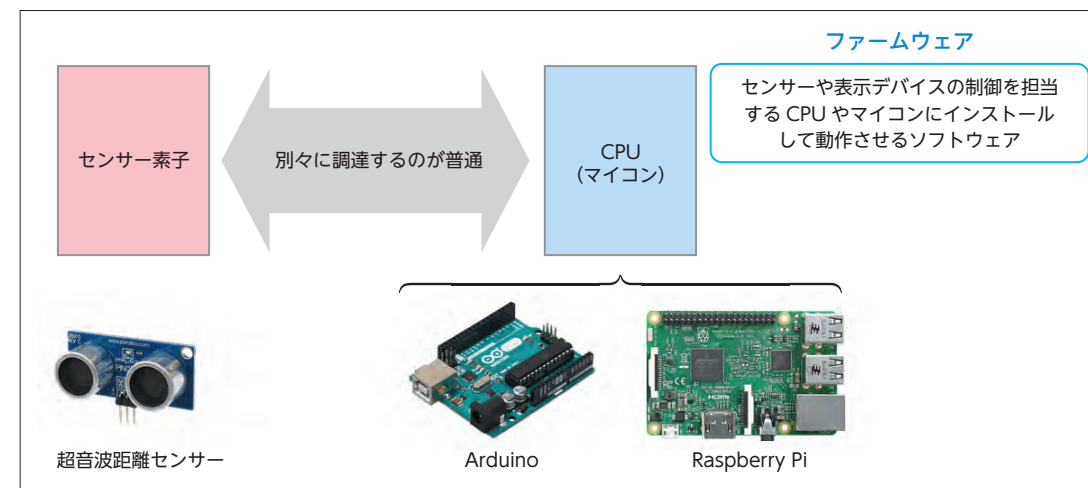 ファームウェア
センサーや表示デバイスの制御を担当
する CPU やマイコンにインストール
して動作させるソフトウェア
センサー素子
別々に調達するのが普通
CPU
（マイコン）
超音波距離センサー
Arduino
Raspberry Pi